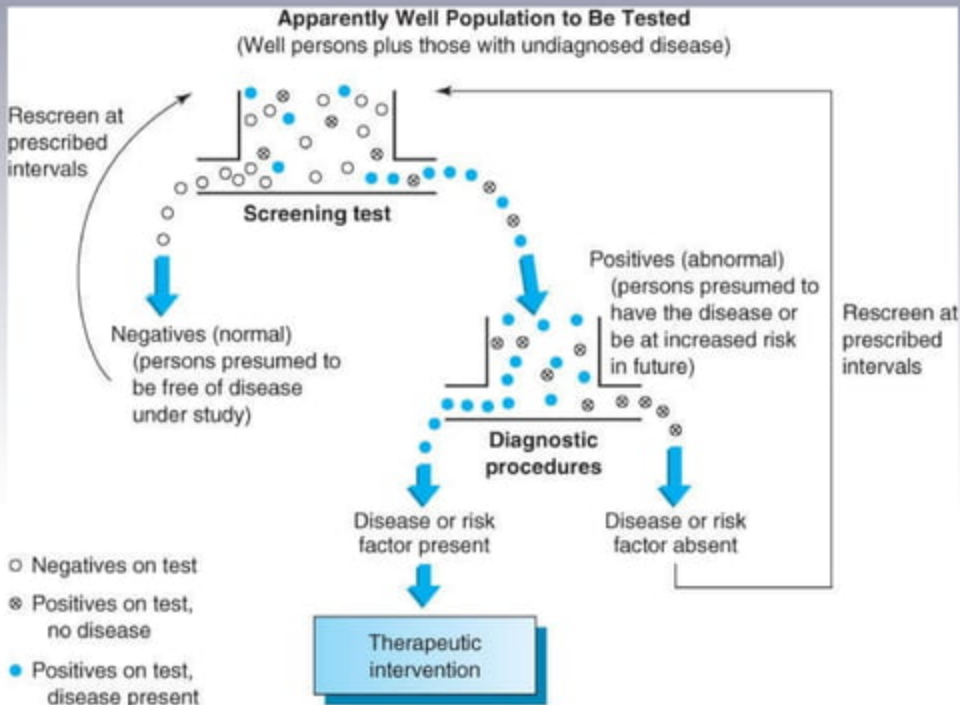 Apparently Well Population to Be Tested
(Well persons plus those with undiagnosed disease)
Rescreen at
prescribed
intervals
Screening test
Positives (abnormal)
(persons presumed to
have the disease or
be at increased risk
in future)
Rescreen at
prescribed
intervals
Negatives (normal)
(persons presumed to
be free of disease
under study)
Diagnostic
procedures
Disease or risk
factor present
Disease or risk
factor absent
Negatives on test
Positives on test,
no disease
Positives on test,
disease present
Therapeutic
intervention